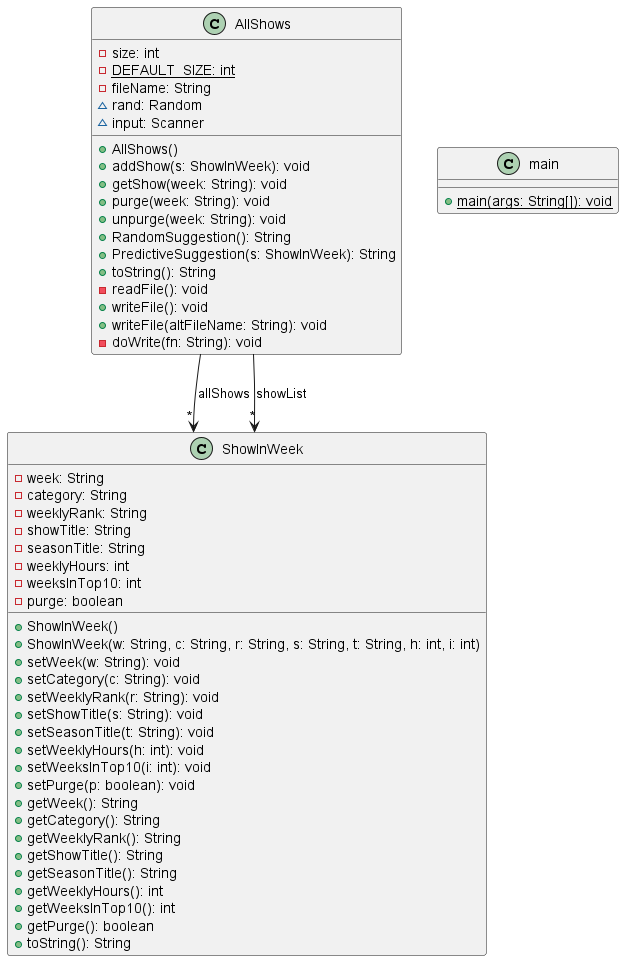 AllShows
size: int
DEFAULT_SIZE: int
fileName: String
rand: Random
input: Scanner
AllShows()
addShow(s: ShowInWeek): void
getShow(week: String): void
purge(week: String): void
unpurge(week: String): void
RandomSuggestion(): String
PredictiveSuggestion(s: ShowInWeek): String
toString(): String
readFile(): void
writeFile(): void
writeFile(altFileName: String): void
doWrite(fn: String): void
main
main(args: String[]): void
allShows
showList
*
*
ShowInWeek
week: String
category: String
weeklyRank: String
showTitle: String
seasonTitle: String
weeklyHours: int
weeksInTop10: int
purge: boolean
ShowInWeek()
ShowInWeek(w: String, c: String, r: String, s: String, t: String, h: int, i: int)
setWeek(w: String): void
setCategory(c: String): void
setWeeklyRank(r: String): void
setShowTitle(s: String): void
setSeasonTitle(t: String): void
setWeeklyHours(h: int): void
setWeeksInTop10(i: int): void
setPurge(p: boolean): void
getWeek(): String
getCategory(): String
getWeeklyRank(): String
getShowTitle(): String
getSeasonTitle(): String
getWeeklyHours(): int
getWeeksInTop10(): int
getPurge(): boolean
toString(): String